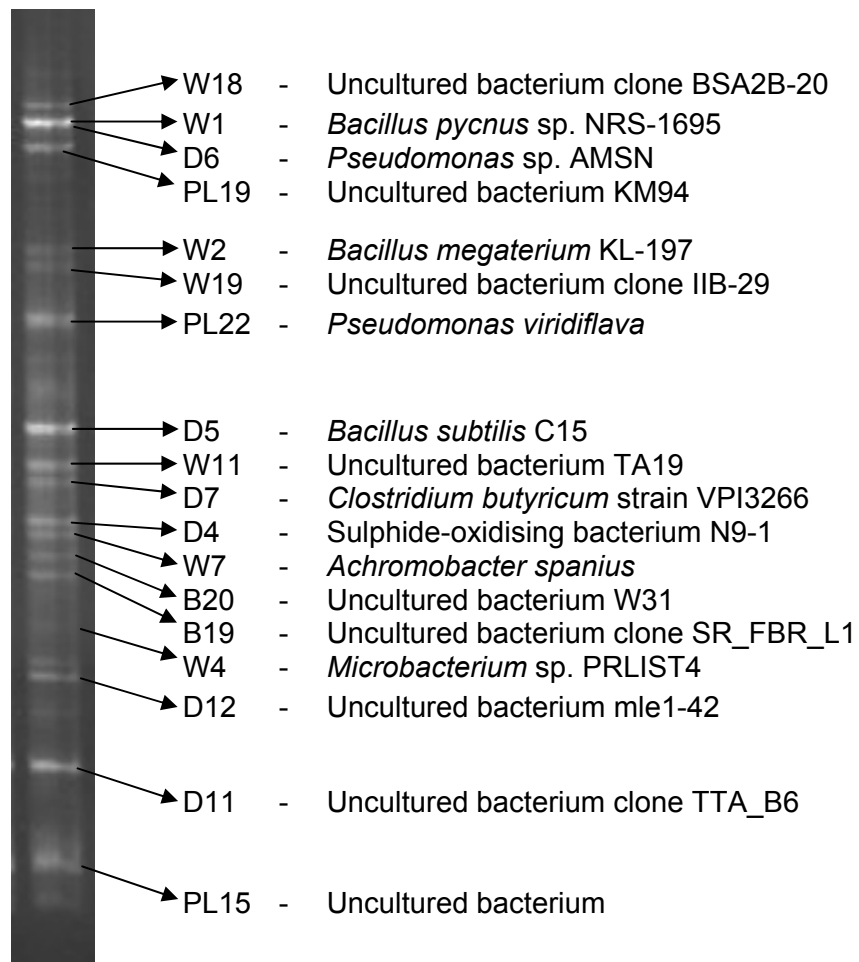 W18 - Uncultured bacterium clone BSA2B-20
W1 - Bacillus pycnus sp. NRS-1695
D6 - Pseudomonas sp. AMSN
PL19 - Uncultured bacterium KM94
W2 - Bacillus megaterium KL-197
W19 - Uncultured bacterium clone IIB-29
PL22 - Pseudomonas viridiflava
D5 - Bacillus subtilis C15
W11 - Uncultured bacterium TA19
D7 - Clostridium butyricum strain VPI3266
D4 - Sulphide-oxidising bacterium N9-1
W7 - Achromobacter spanius
B20 - Uncultured bacterium W31
B19 - Uncultured bacterium clone SR_FBR_L1
W4 - Microbacterium sp. PRLIST4
D12 - Uncultured bacterium mle1-42
D11 - Uncultured bacterium clone TTA_B6
PL15 - Uncultured bacterium